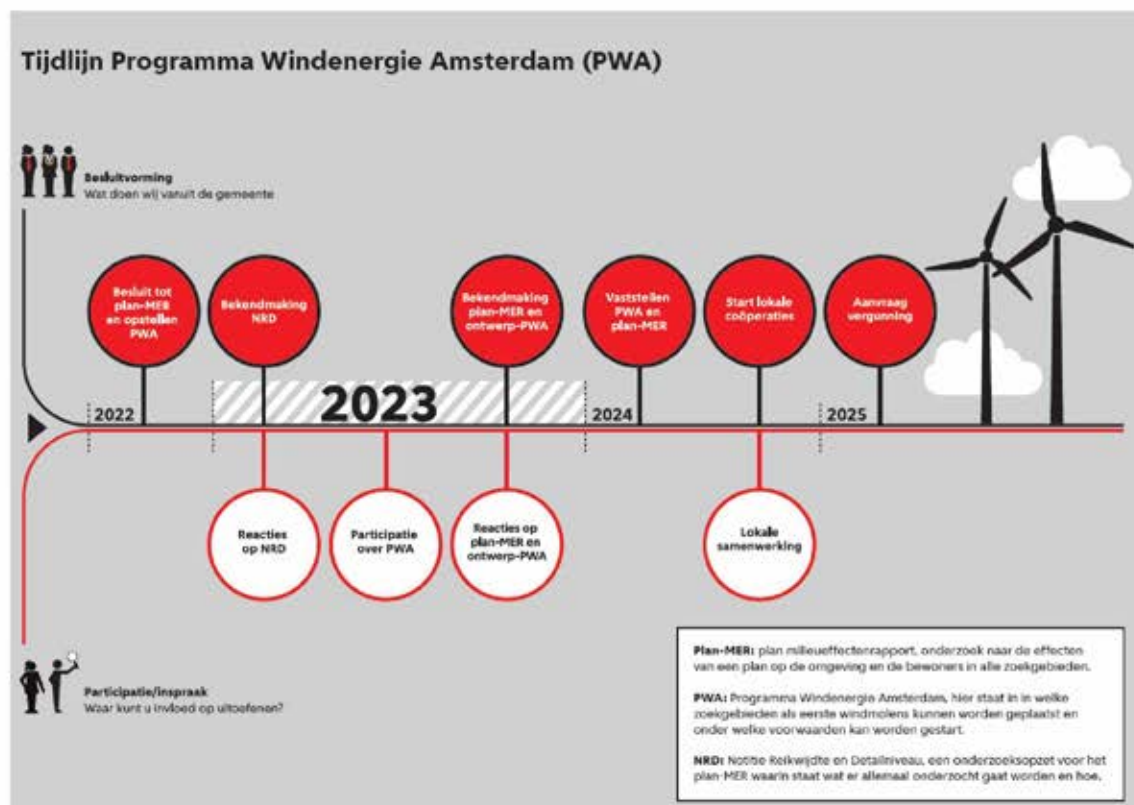 Tijdlijn Programma Windenergie Amsterdam (PWA)
Besluitvorming
Wat doen wij vanuit de gemeente
Besluit tot
plan-MER
en opstellen
PWA
Bekendmaking
NRD
Bekendmaking
plan-MER en
ontwerp-PWA
Vaststellen
PWA en
plan-MER
Start lokale
coöperaties
Aanvraag
vergunning
2022
2023
2024
2025
Reacties
op NRD
Participatie
over PWA
Reacties op
plan-MER en
ontwerp-PWA
Lokale
samenwerking
Participatie/inspraak
Waar kunt u invloed op uitoefenen?
Plan-MER: plan milieueffectenrapport, onderzoek naar de effecten
van een plan op de omgeving en de bewoners in alle zoekgebieden.
PWA: Programma Windenergie Amsterdam, hier staat in in welke
zoekgebieden als eerste windmolens kunnen worden geplaatst en
onder welke voorwaarden kan worden gestart.
NRD: Notitie Reikwijdte en Detailniveau, een onderzoeksopzet voor het
plan-MER waarin staat wat er allemaal onderzocht gaat worden en hoe.